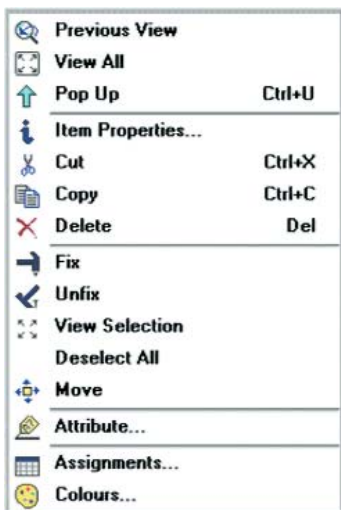 Previous View
View All
Pop Up Ctrl+U
Item Properties...
Cut Ctrl+X
Copy Ctrl+C
Delete Del
Fix
Unfix
View Selection
Deselect All
Move
Attribute...
Assignments...
Colours...